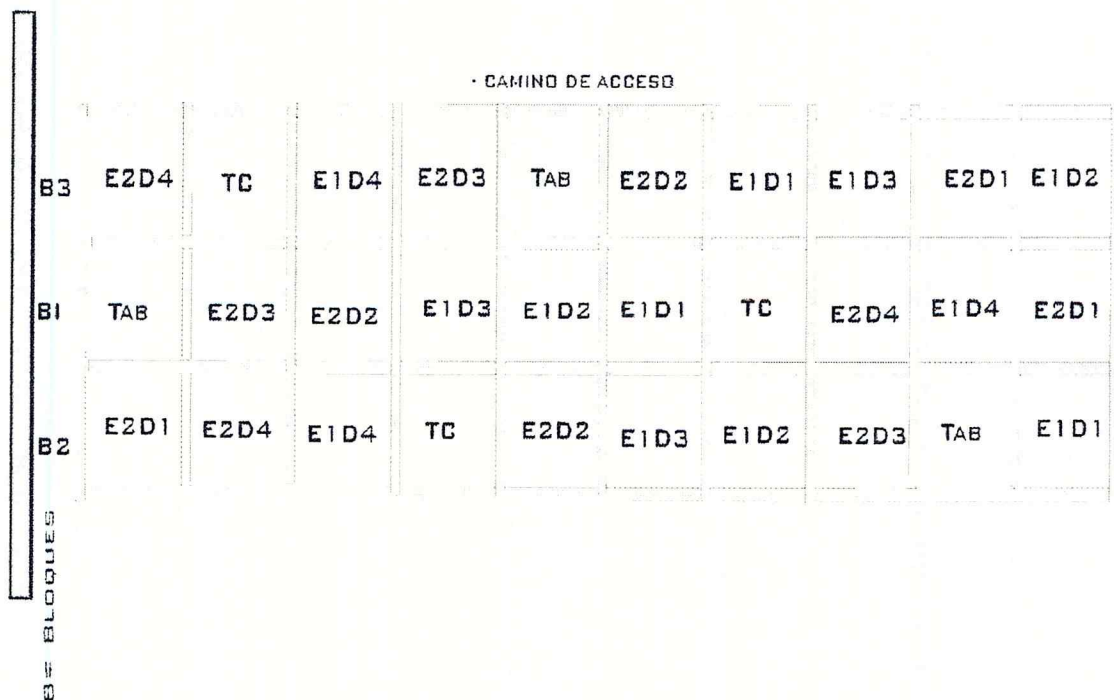 · CAMINO DE ACCESO
B3 E2D4 TC E1D4 E2D3 TAB E2D2 E1D1 E1D3 E2D1 E1D2
B1 TAB E2D3 E2D2 E1D3 E1D2 E1D1 TC E2D4 E1D4 E2D1
B2 E2D1 E2D4 E1D4 TC E2D2 E1D3 E1D2 E2D3 TAB E1D1
B= BLOQUES